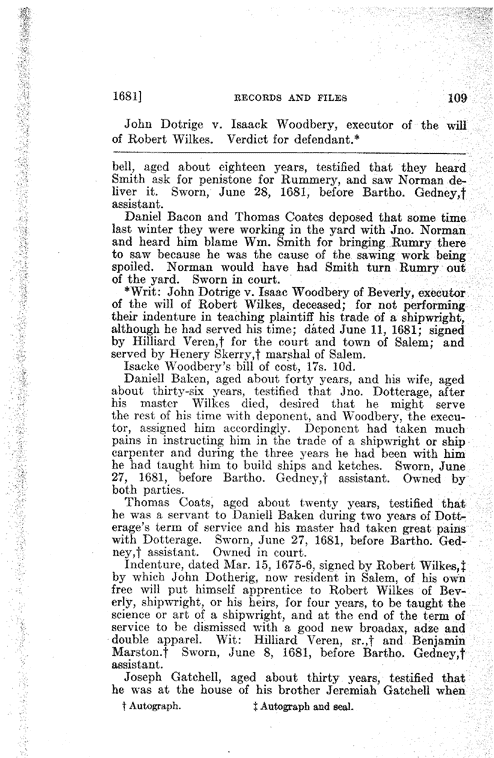 1681] RECORDS AND FILES 109
John Dotrige v. Isaack Woodbery, executor of the will
of Robert Wilkes. Verdict for defendant.*
bell, aged about eighteen years, testified that they heard
Smith ask for penistone for Rummery, and saw Norman de-
liver it. Sworn, June 28, 1681, before Bartho. Gedney,†
assistant.
Daniel Bacon and Thomas Coates deposed that some time
last winter they were working in the yard with Jno. Norman
and heard him blame Wm. Smith for bringing Rumry there
to saw because he was the cause of the sawing work being
spoiled. Norman would have had Smith turn Rumry out
of the yard. Sworn in court.
*Writ: John Dotrige v. Isaac Woodbery of Beverly, executor
of the will of Robert Wilkes, deceased; for not performing
their indenture in teaching plaintiff his trade of a shipwright,
although he had served his time; dated June 11, 1681; signed
by Hilliard Veren,† for the court and town of Salem; and
served by Henery Skerry,† marshal of Salem.
Isacke Woodbery's bill of cost, 17s. 10d.
Daniell Baken, aged about forty years, and his wife, aged
about thirty-six years, testified that Jno. Dotterage, after
his master Wilkes died, desired that he might serve
the rest of his time with deponent, and Woodbery, the execu-
tor, assigned him accordingly. Deponent had taken much
pains in instructing him in the trade of a shipwright or ship
carpenter and during the three years he had been with him
he had taught him to build ships and ketches. Sworn, June
27, 1681, before Bartho. Gedney,† assistant. Owned by
both parties.
Thomas Coats, aged about twenty years, testified that
he was a servant to Daniell Baken during two years of Dott-
erage's term of service and his master had taken great pains
with Dotterage. Sworn, June 27, 1681, before Bartho. Ged-
ney,† assistant. Owned in court.
Indenture, dated Mar. 15, 1675-6, signed by Robert Wilkes,‡
by which John Dotherig, now resident in Salem, of his own
free will put himself apprentice to Robert Wilkes of Bev-
erly, shipwright, or his heirs, for four years, to be taught the
science or art of a shipwright, and at the end of the term of
service to be dismissed with a good new broadax, adze and
double apparel. Wit: Hilliard Veren, sr.,† and Benjamin
Marston.† Sworn, June 8, 1681, before Bartho. Gedney,†
assistant.
Joseph Gatchell, aged about thirty years, testified that
he was at the house of his brother Jeremiah Gatchell when
† Autograph. ‡ Autograph and seal.